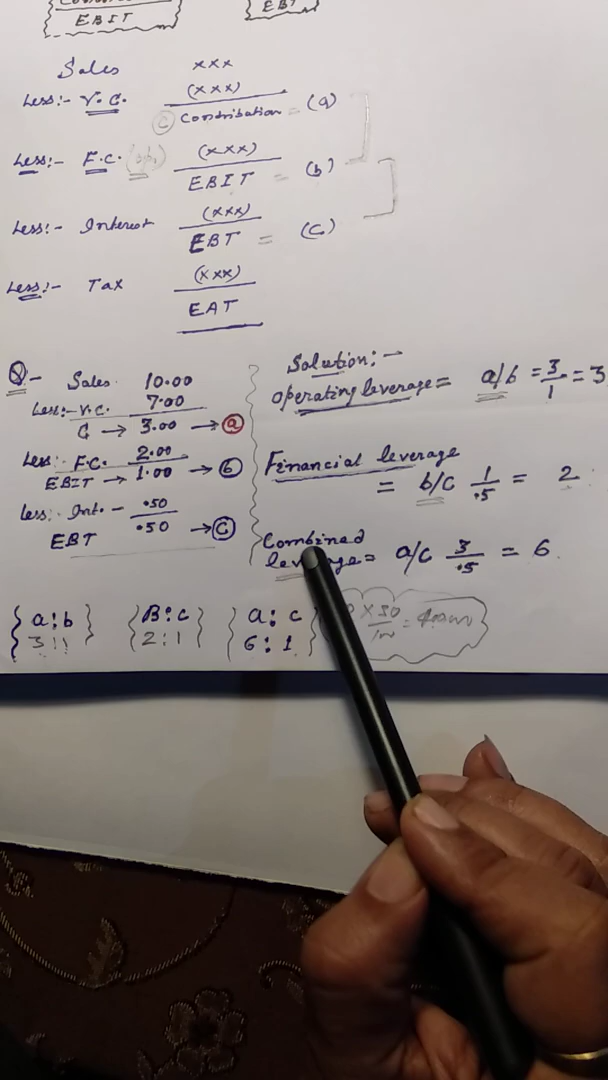 EBIT
Sales xxx
Less:- V.C. (xxx)
© Contribution = (a)
Less:- F.C. (xxx)
EBIT = (b)
Less:- Interest (xxx)
EBT = (C)
Less:- Tax (xxx)
EAT
Q- Sales 10.00
Less:- V.C. 7.00
C → 3.00 → a
Less: F.C. 2.00
EBIT → 1.00 → b
Less: Int. - .50
EBT .50 → C
Solution:-
Operating leverage = a/b = 3/1 = 3
Financial leverage
= b/c 1/.5 = 2
Combined
leverage = a/c 3/.5 = 6
{a:b} {B:c} {a:c}
3:1 2:1 6:1